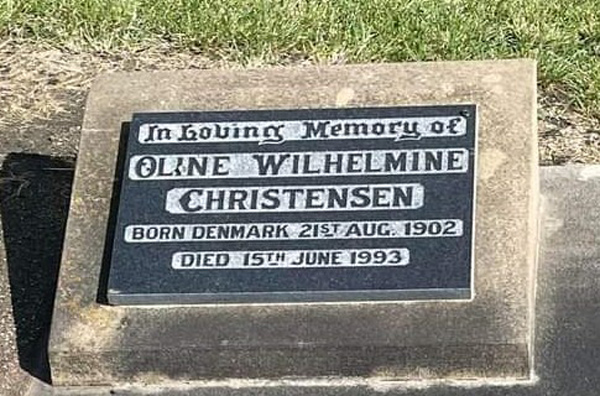 In Loving Memory of
OLINE WILHELMINE
CHRISTENSEN
BORN DENMARK 21ST AUG. 1902
DIED 15TH JUNE 1993